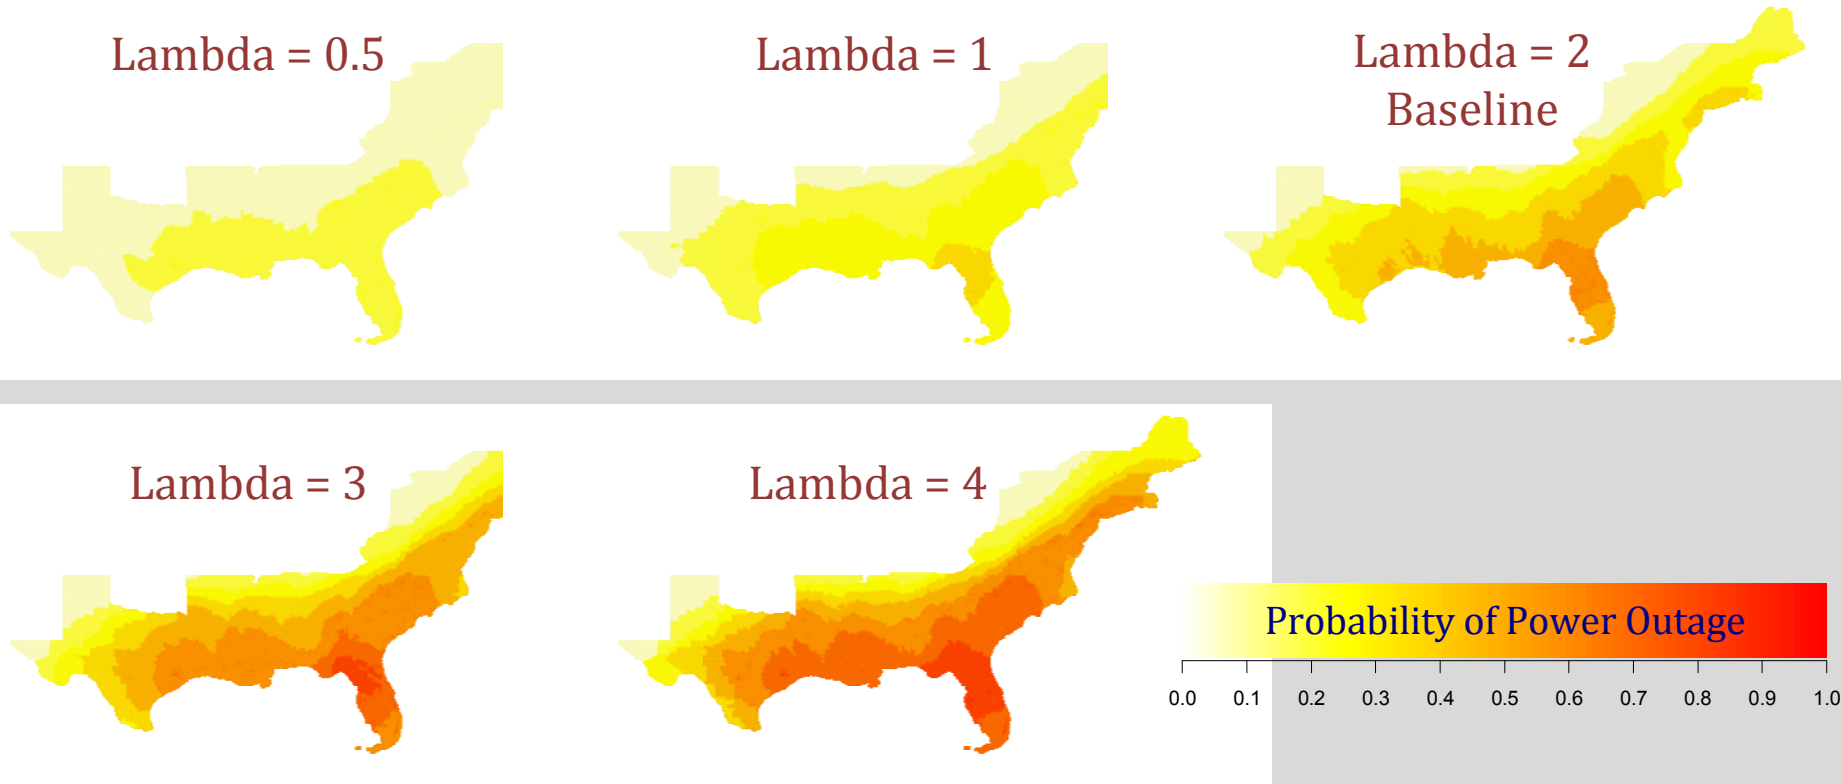 Lambda = 0.5
Lambda = 1
Lambda = 2
Baseline
Lambda = 3
Lambda = 4
Probability of Power Outage
0.0 0.1 0.2 0.3 0.4 0.5 0.6 0.7 0.8 0.9 1.0